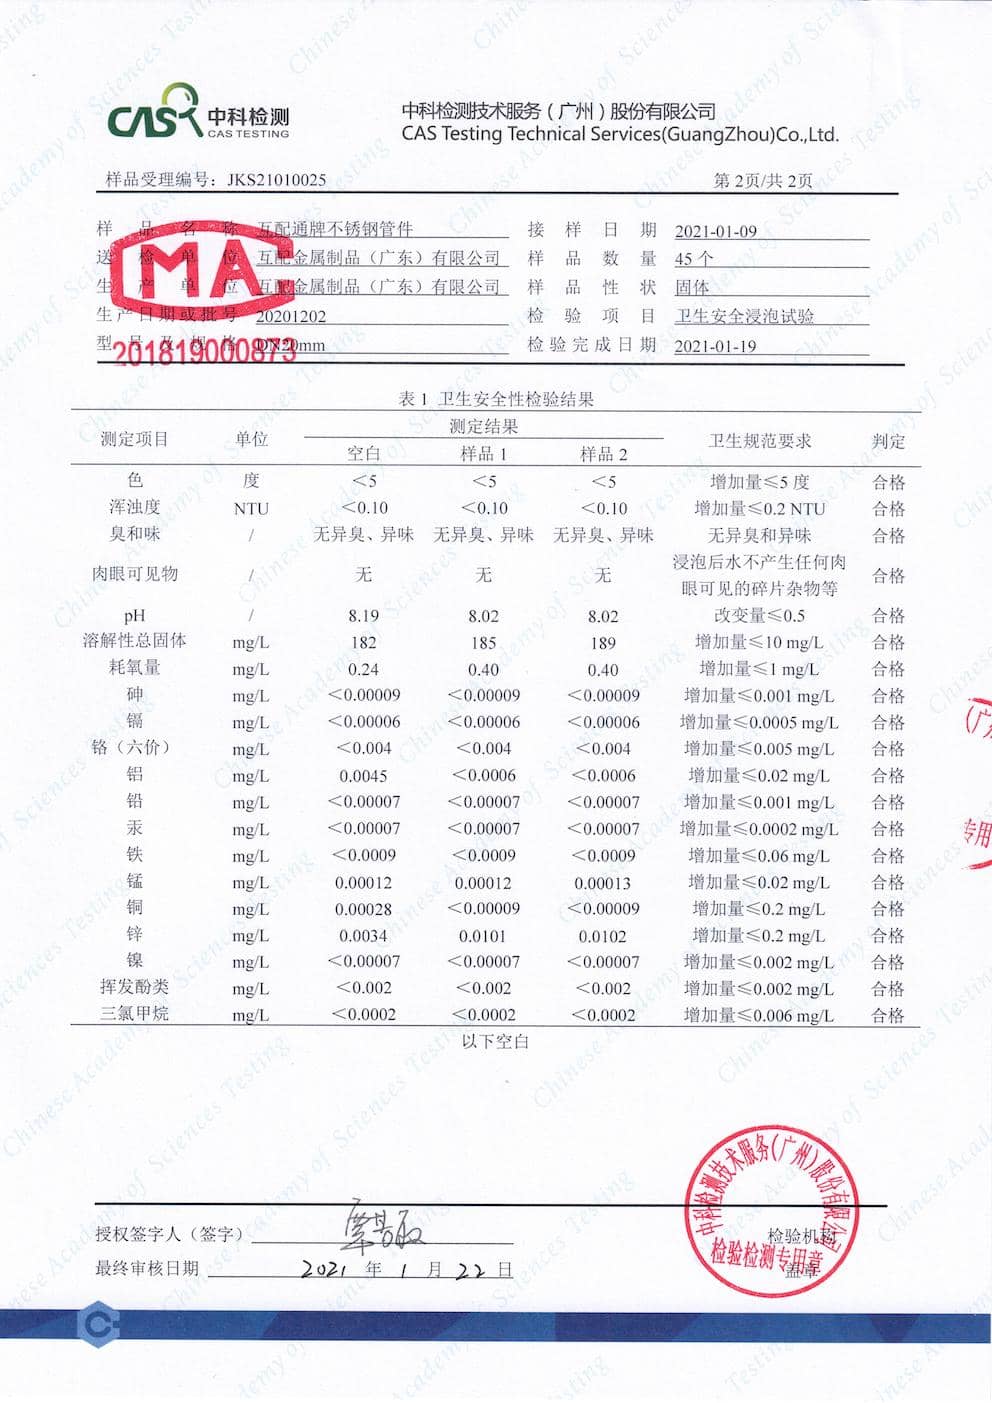 CAS 中科检测
CAS TESTING
中科检测技术服务（广州）股份有限公司
CAS Testing Technical Services(GuangZhou)Co.,Ltd.
样品受理编号：JKS21010025 第 2页/共 2页
样品名称 互配通牌不锈钢管件 接样日期 2021-01-09
送检单位 互配金属制品（广东）有限公司 样品数量 45 个
生产单位 互配金属制品（广东）有限公司 样品性状 固体
生产日期或批号 20201202 检验项目 卫生安全浸泡试验
型号及规格 DN20mm 检验完成日期 2021-01-19
MA
201819000873
表 1 卫生安全性检验结果
测定项目 单位 测定结果 卫生规范要求 判定
空白 样品 1 样品 2
色 度 ＜5 ＜5 ＜5 增加量≤5 度 合格
浑浊度 NTU ＜0.10 ＜0.10 ＜0.10 增加量≤0.2 NTU 合格
臭和味 / 无异臭、异味 无异臭、异味 无异臭、异味 无异臭和异味 合格
肉眼可见物 / 无 无 无 浸泡后水不产生任何肉眼可见的碎片杂物等 合格
pH / 8.19 8.02 8.02 改变量≤0.5 合格
溶解性总固体 mg/L 182 185 189 增加量≤10 mg/L 合格
耗氧量 mg/L 0.24 0.40 0.40 增加量≤1 mg/L 合格
砷 mg/L ＜0.00009 ＜0.00009 ＜0.00009 增加量≤0.001 mg/L 合格
镉 mg/L ＜0.00006 ＜0.00006 ＜0.00006 增加量≤0.0005 mg/L 合格
铬（六价） mg/L ＜0.004 ＜0.004 ＜0.004 增加量≤0.005 mg/L 合格
铝 mg/L 0.0045 ＜0.0006 ＜0.0006 增加量≤0.02 mg/L 合格
铅 mg/L ＜0.00007 ＜0.00007 ＜0.00007 增加量≤0.001 mg/L 合格
汞 mg/L ＜0.00007 ＜0.00007 ＜0.00007 增加量≤0.0002 mg/L 合格
铁 mg/L ＜0.0009 ＜0.0009 ＜0.0009 增加量≤0.06 mg/L 合格
锰 mg/L 0.00012 0.00012 0.00013 增加量≤0.02 mg/L 合格
铜 mg/L 0.00028 ＜0.00009 ＜0.00009 增加量≤0.2 mg/L 合格
锌 mg/L 0.0034 0.0101 0.0102 增加量≤0.2 mg/L 合格
镍 mg/L ＜0.00007 ＜0.00007 ＜0.00007 增加量≤0.002 mg/L 合格
挥发酚类 mg/L ＜0.002 ＜0.002 ＜0.002 增加量≤0.002 mg/L 合格
三氯甲烷 mg/L ＜0.0002 ＜0.0002 ＜0.0002 增加量≤0.006 mg/L 合格
以下空白
（广州
专用
中科检测技术服务（广州）股份有限公司
检验检测专用章
授权签字人（签字） 检验机构
最终审核日期 2021 年 1 月 22 日 盖章
Chinese Academy of Sciences Testing